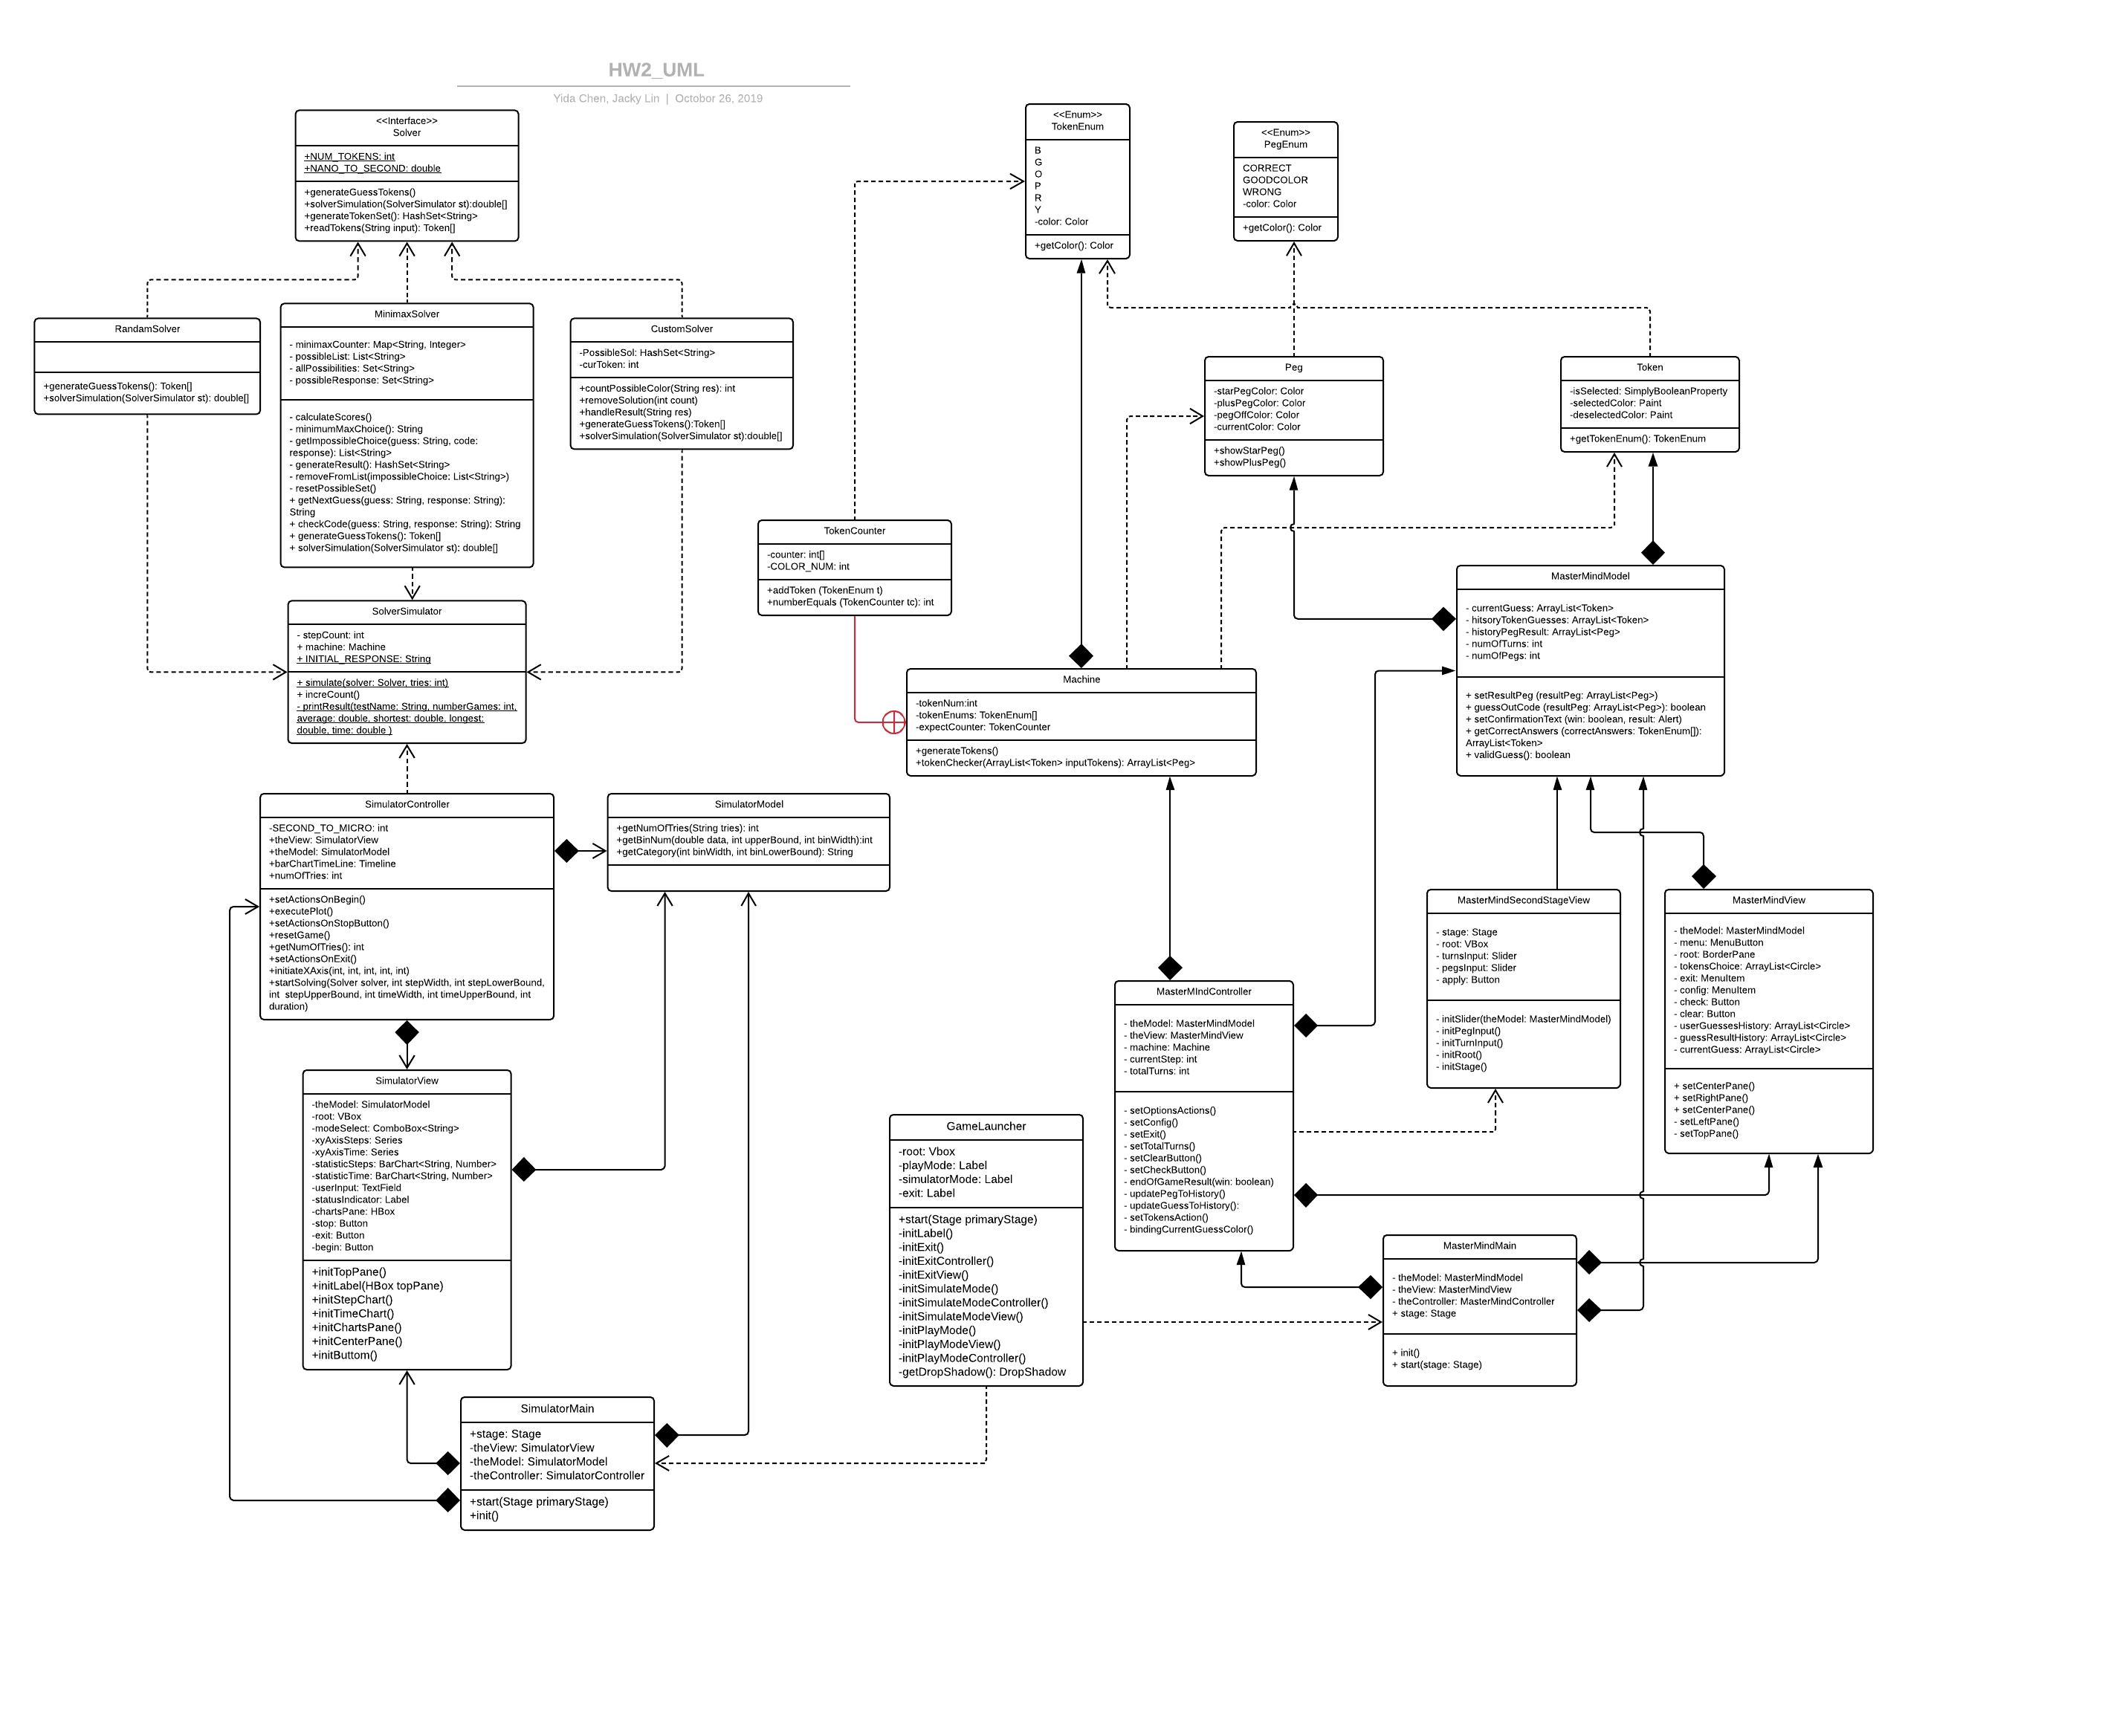 HW2_UML
Yida Chen, Jacky Lin | Octobor 26, 2019
<<Interface>>
Solver
+NUM_TOKENS: int
+NANO_TO_SECOND: double
+generateGuessTokens()
+solverSimulation(SolverSimulator st):double[]
+generateTokenSet(): HashSet<String>
+readTokens(String input): Token[]
<<Enum>>
TokenEnum
B
G
O
P
R
Y
-color: Color
+getColor(): Color
<<Enum>>
PegEnum
CORRECT
GOODCOLOR
WRONG
-color: Color
+getColor(): Color
RandamSolver
+generateGuessTokens(): Token[]
+solverSimulation(SolverSimulator st): double[]
MinimaxSolver
- minimaxCounter: Map<String, Integer>
- possibleList: List<String>
- allPossibilities: Set<String>
- possibleResponse: Set<String>
- calculateScores()
- minimumMaxChoice(): String
- getImpossibleChoice(guess: String, code:
response): List<String>
- generateResult(): HashSet<String>
- removeFromList(impossibleChoice: List<String>)
- resetPossibleSet()
+ getNextGuess(guess: String, response: String):
String
+ checkCode(guess: String, response: String): String
+ generateGuessTokens(): Token[]
+ solverSimulation(SolverSimulator st): double[]
CustomSolver
-PossibleSol: HashSet<String>
-curToken: int
+countPossibleColor(String res): int
+removeSolution(int count)
+handleResult(String res)
+generateGuessTokens():Token[]
+solverSimulation(SolverSimulator st):double[]
Peg
-starPegColor: Color
-plusPegColor: Color
-pegOffColor: Color
-currentColor: Color
+showStarPeg()
+showPlusPeg()
Token
-isSelected: SimplyBooleanProperty
-selectedColor: Paint
-deselectedColor: Paint
+getTokenEnum(): TokenEnum
TokenCounter
-counter: int[]
-COLOR_NUM: int
+addToken (TokenEnum t)
+numberEquals (TokenCounter tc): int
SolverSimulator
- stepCount: int
+ machine: Machine
+ INITIAL_RESPONSE: String
+ simulate(solver: Solver, tries: int)
+ increCount()
- printResult(testName: String, numberGames: int,
average: double, shortest: double, longest:
double, time: double )
Machine
-tokenNum:int
-tokenEnums: TokenEnum[]
-expectCounter: TokenCounter
+generateTokens()
+tokenChecker(ArrayList<Token> inputTokens): ArrayList<Peg>
MasterMindModel
- currentGuess: ArrayList<Token>
- hitsoryTokenGuesses: ArrayList<Token>
- historyPegResult: ArrayList<Peg>
- numOfTurns: int
- numOfPegs: int
+ setResultPeg (resultPeg: ArrayList<Peg>)
+ guessOutCode (resultPeg: ArrayList<Peg>): boolean
+ setConfirmationText (win: boolean, result: Alert)
+ getCorrectAnswers (correctAnswers: TokenEnum[]):
ArrayList<Token>
+ validGuess(): boolean
SimulatorController
-SECOND_TO_MICRO: int
+theView: SimulatorView
+theModel: SimulatorModel
+barChartTimeLine: Timeline
+numOfTries: int
+setActionsOnBegin()
+executePlot()
+setActionsOnStopButton()
+resetGame()
+getNumOfTries(): int
+setActionsOnExit()
+initiateXAxis(int, int, int, int, int)
+startSolving(Solver solver, int stepWidth, int stepLowerBound,
int stepUpperBound, int timeWidth, int timeUpperBound, int
duration)
SimulatorModel
+getNumOfTries(String tries): int
+getBinNum(double data, int upperBound, int binWidth):int
+getCategory(int binWidth, int binLowerBound): String
MasterMindSecondStageView
- stage: Stage
- root: VBox
- turnsInput: Slider
- pegsInput: Slider
- apply: Button
- initSlider(theModel: MasterMindModel)
- initPegInput()
- initTurnInput()
- initRoot()
- initStage()
MasterMindView
- theModel: MasterMindModel
- menu: MenuButton
- root: BorderPane
- tokensChoice: ArrayList<Circle>
- exit: MenuItem
- config: MenuItem
- check: Button
- clear: Button
- userGuessesHistory: ArrayList<Circle>
- guessResultHistory: ArrayList<Circle>
- currentGuess: ArrayList<Circle>
+ setCenterPane()
+ setRightPane()
+ setCenterPane()
- setLeftPane()
- setTopPane()
MasterMIndController
- theModel: MasterMindModel
- theView: MasterMindView
- machine: Machine
- currentStep: int
- totalTurns: int
- setOptionsActions()
- setConfig()
- setExit()
- setTotalTurns()
- setClearButton()
- setCheckButton()
- endOfGameResult(win: boolean)
- updatePegToHistory()
- updateGuessToHistory():
- setTokensAction()
- bindingCurrentGuessColor()
SimulatorView
-theModel: SimulatorModel
-root: VBox
-modeSelect: ComboBox<String>
-xyAxisSteps: Series
-xyAxisTime: Series
-statisticSteps: BarChart<String, Number>
-statisticTime: BarChart<String, Number>
-userInput: TextField
-statusIndicator: Label
-chartsPane: HBox
-stop: Button
-exit: Button
-begin: Button
+initTopPane()
+initLabel(HBox topPane)
+initStepChart()
+initTimeChart()
+initChartsPane()
+initCenterPane()
+initButtom()
GameLauncher
-root: Vbox
-playMode: Label
-simulatorMode: Label
-exit: Label
+start(Stage primaryStage)
-initLabel()
-initExit()
-initExitController()
-initExitView()
-initSimulateMode()
-initSimulateModeController()
-initSimulateModeView()
-initPlayMode()
-initPlayModeView()
-initPlayModeController()
-getDropShadow(): DropShadow
MasterMindMain
- theModel: MasterMindModel
- theView: MasterMindView
- theController: MasterMindController
+ stage: Stage
+ init()
+ start(stage: Stage)
SimulatorMain
+stage: Stage
-theView: SimulatorView
-theModel: SimulatorModel
-theController: SimulatorController
+start(Stage primaryStage)
+init()